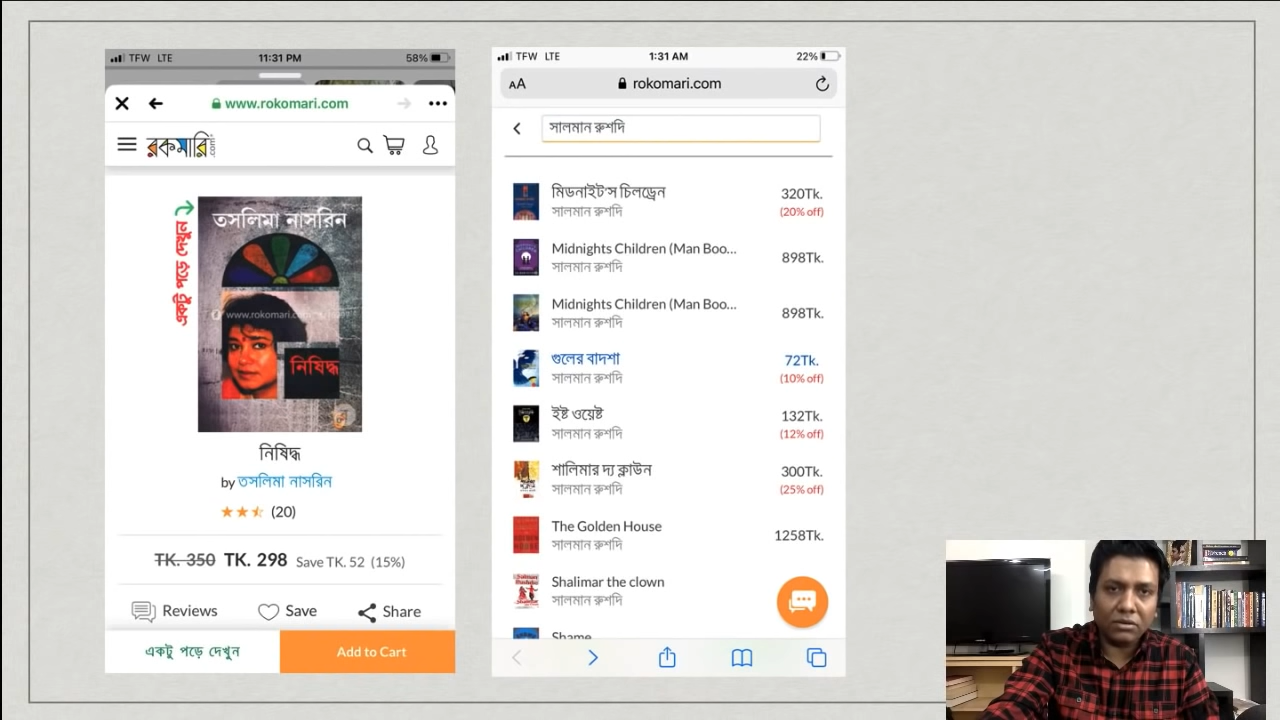 TFW LTE 11:31 PM 58%
www.rokomari.com
রকমারি.com
একটু পড়ে দেখুন
তসলিমা নাসরিন
www.rokomari.com
নিষিদ্ধ
নিষিদ্ধ
by তসলিমা নাসরিন
(20)
TK. 350 TK. 298 Save TK. 52 (15%)
Reviews Save Share
একটু পড়ে দেখুন Add to Cart
TFW LTE 1:31 AM 22%
AA rokomari.com
সালমান রুশদি
মিডনাইট'স চিলড্রেন 320Tk.
সালমান রুশদি (20% off)
Midnights Children (Man Boo... 898Tk.
সালমান রুশদি
Midnights Children (Man Boo... 898Tk.
সালমান রুশদি
গুলের বাদশা 72Tk.
সালমান রুশদি (10% off)
ইষ্ট ওয়েষ্ট 132Tk.
সালমান রুশদি (12% off)
শালিমার দ্য ক্লাউন 300Tk.
সালমান রুশদি (25% off)
The Golden House 1258Tk.
সালমান রুশদি
Shalimar the clown
সালমান রুশদি
Shame